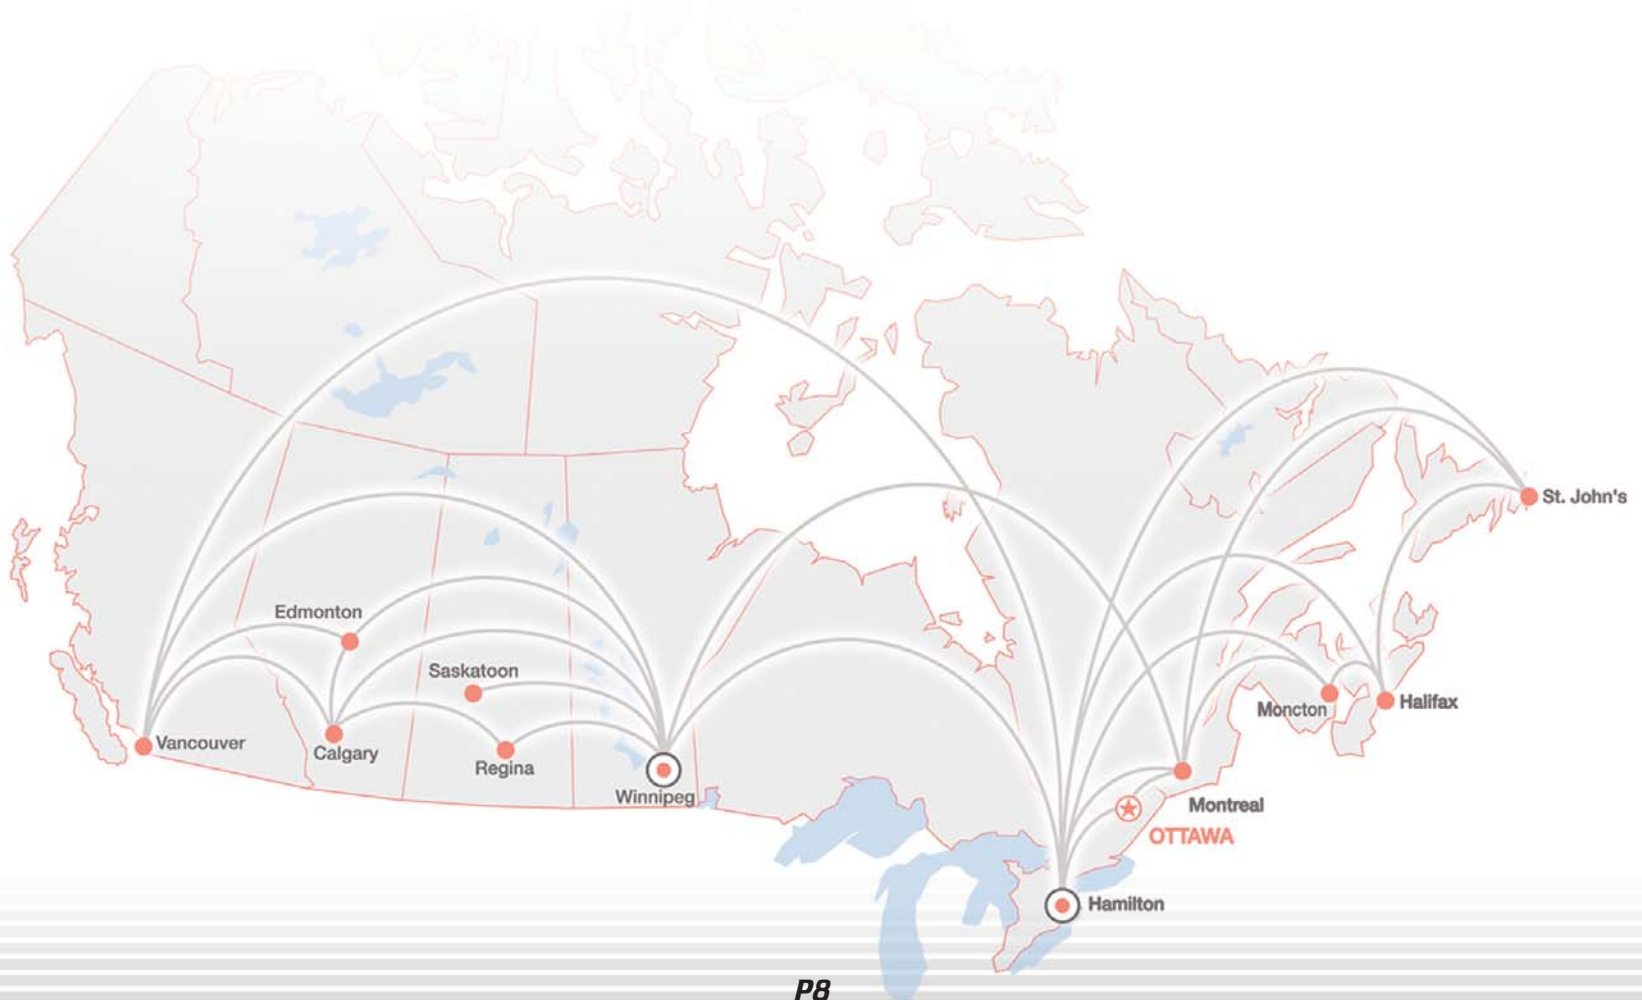 St. John's
Edmonton
Saskatoon
Moncton
Halifax
Vancouver
Calgary
Regina
Winnipeg
Montreal
OTTAWA
Hamilton
P8